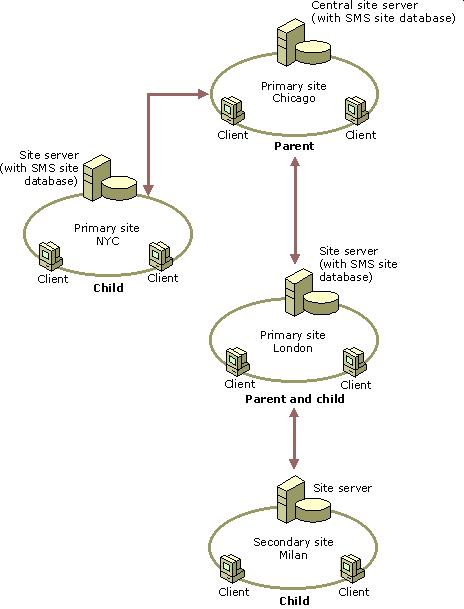 Central site server
(with SMS site database)
Primary site
Chicago
Client
Client
Parent
Site server
(with SMS site
database)
Primary site
NYC
Client
Client
Child
Site server
(with SMS site
database)
Primary site
London
Client
Client
Parent and child
Site server
Secondary site
Milan
Client
Client
Child